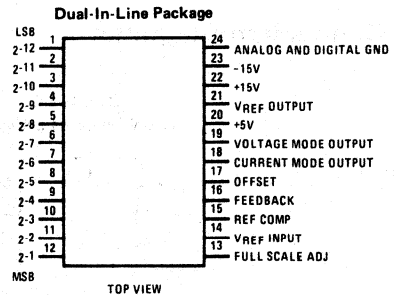 Dual-In-Line Package
LSB
2-12 1
2-11 2
2-10 3
2-9 4
2-8 5
2-7 6
2-6 7
2-5 8
2-4 9
2-3 10
2-2 11
2-1 12
MSB
24 ANALOG AND DIGITAL GND
23 -15V
22 +15V
21 VREF OUTPUT
20 +5V
19 VOLTAGE MODE OUTPUT
18 CURRENT MODE OUTPUT
17 OFFSET
16 FEEDBACK
15 REF COMP
14 VREF INPUT
13 FULL SCALE ADJ
TOP VIEW